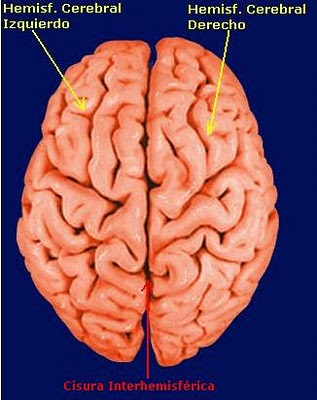 Hemisf. Cerebral
Izquierdo
Hemisf. Cerebral
Derecho
Cisura Interhemisférica